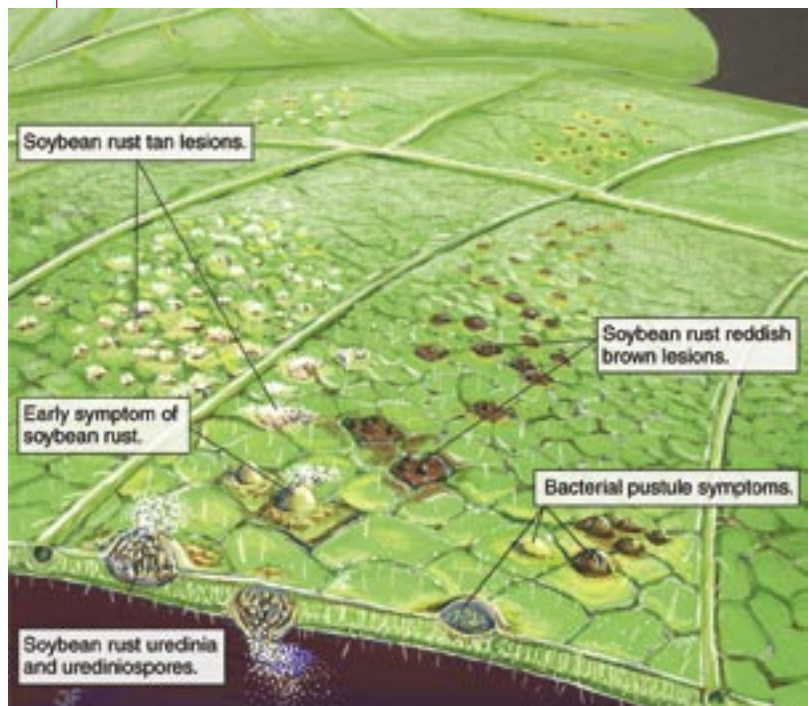 Soybean rust tan lesions.
Soybean rust reddish
brown lesions.
Early symptom of
soybean rust.
Bacterial pustule symptoms.
Soybean rust uredinia
and urediniospores.
JF